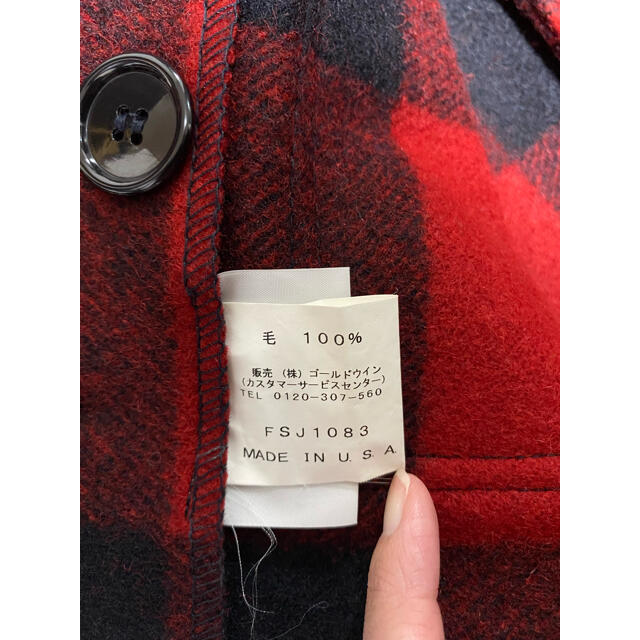 毛 100%
販売 (株) ゴールドウイン
(カスタマーサービスセンター)
TEL 0120-307-560
FSJ1083
MADE IN U.S.A.